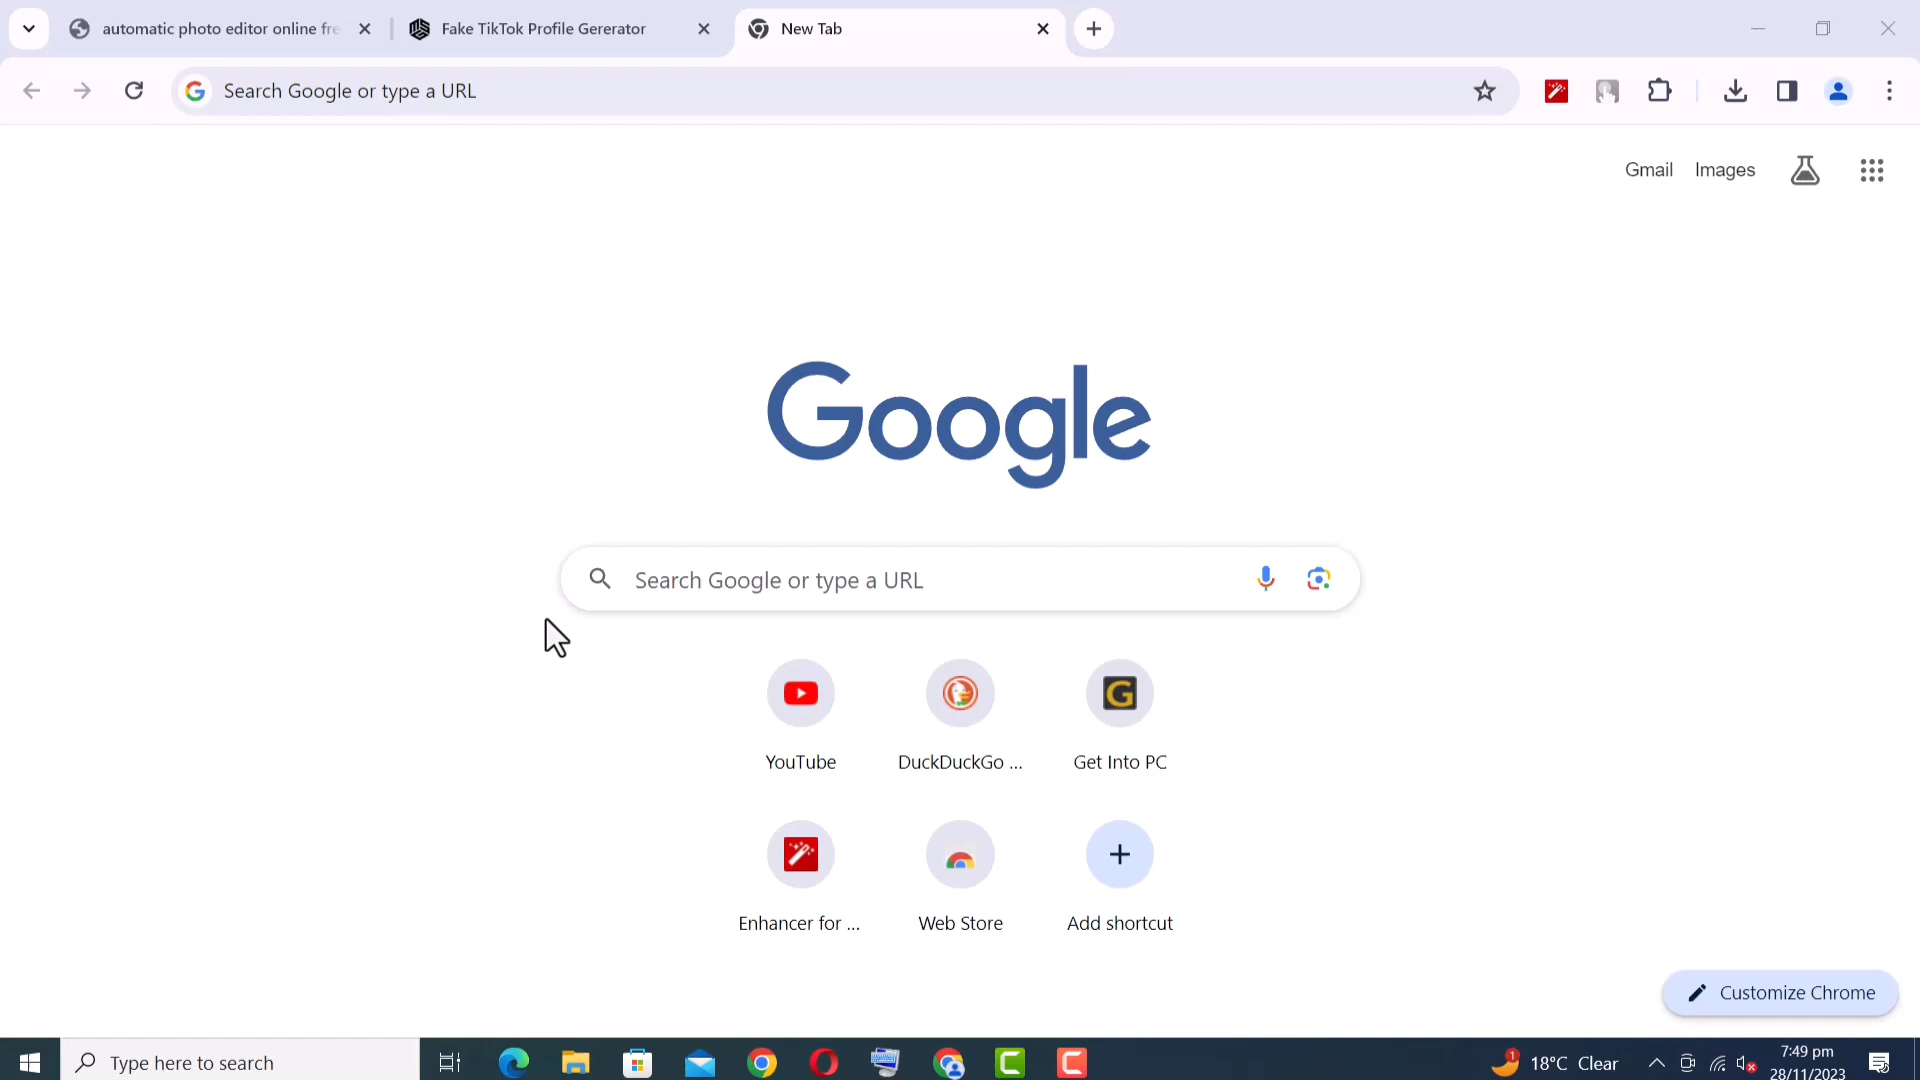 automatic photo editor online fre
Fake TikTok Profile Gererator
New Tab
Search Google or type a URL
Gmail
Images
Google
Search Google or type a URL
YouTube
DuckDuckGo ...
Get Into PC
Enhancer for ...
Web Store
Add shortcut
Customize Chrome
Type here to search
1
18°C Clear
7:49 pm
28/11/2023